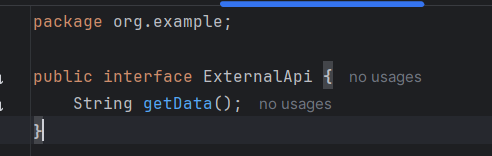 package org.example;
public interface ExternalApi { no usages
String getData(); no usages
}